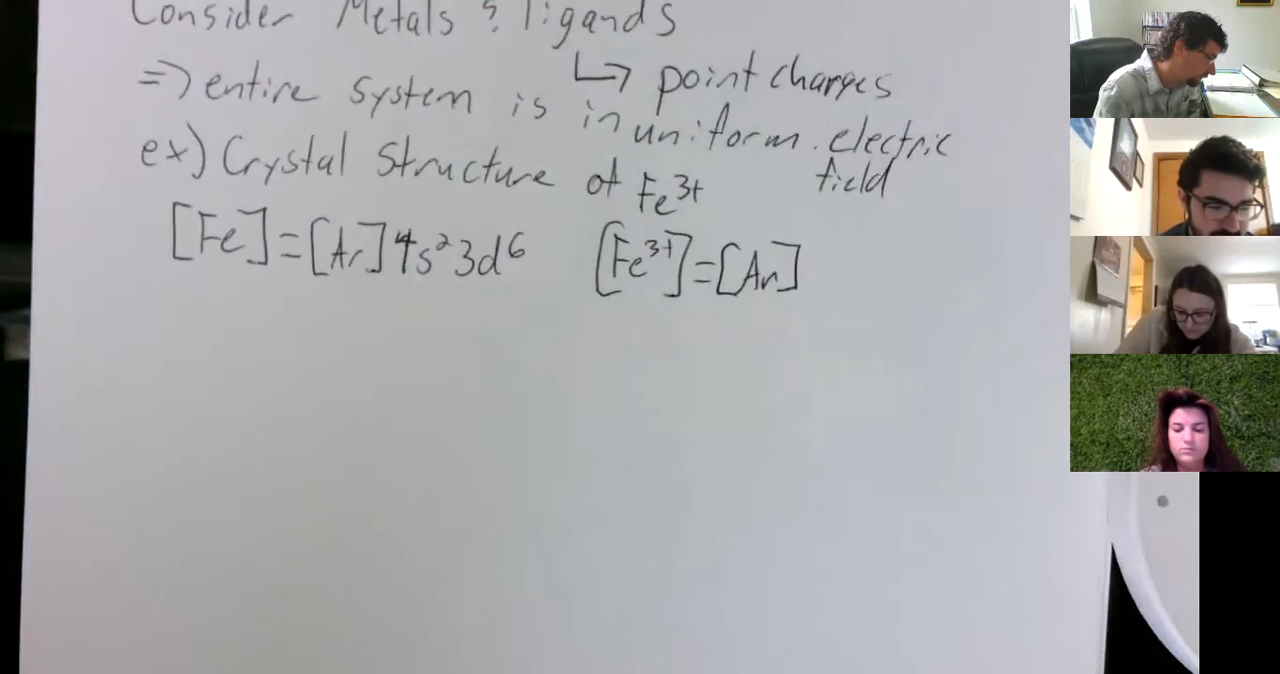 Consider Metals & ligands
↳ point charges
=> entire system is in uniform electric field
ex) Crystal Structure of Fe³⁺
[Fe] = [Ar] 4s² 3d⁶ [Fe³⁺] = [Ar]